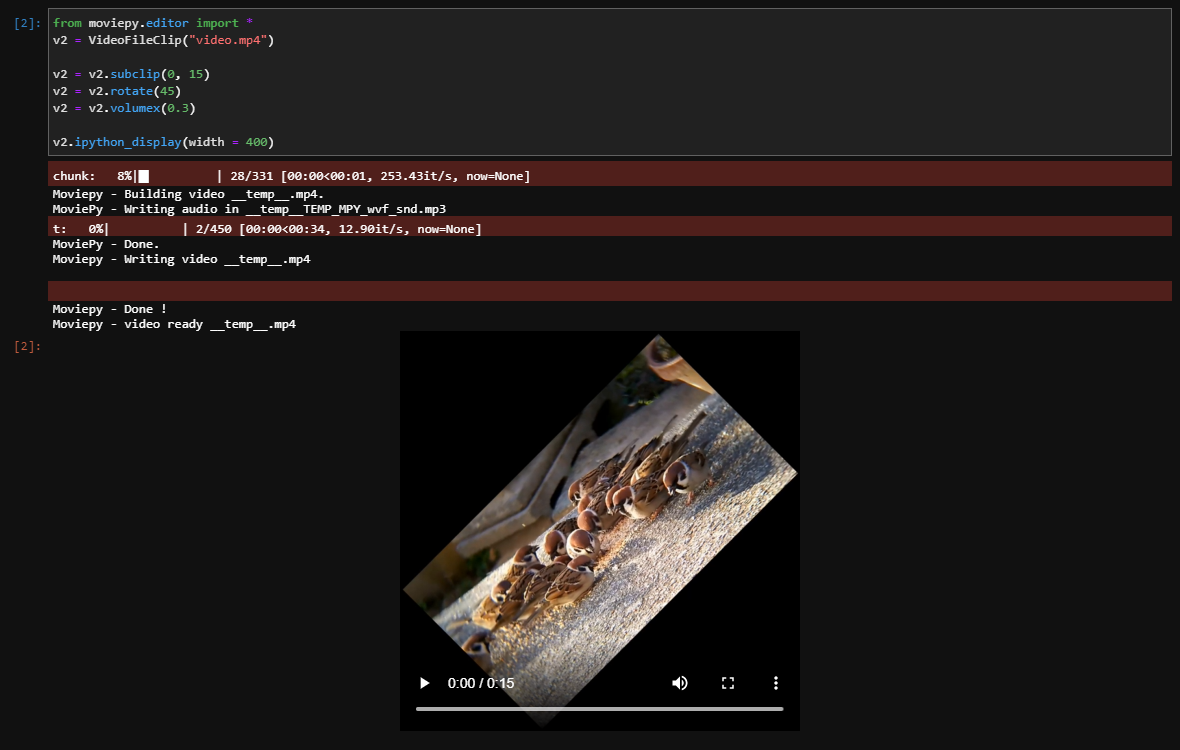 [2]: from moviepy.editor import *
v2 = VideoFileClip("video.mp4")
v2 = v2.subclip(0, 15)
v2 = v2.rotate(45)
v2 = v2.volumex(0.3)
v2.ipython_display(width = 400)
chunk:   8%|█         | 28/331 [00:00<00:01, 253.43it/s, now=None]
Moviepy - Building video __temp__.mp4.
MoviePy - Writing audio in __temp__TEMP_MPY_wvf_snd.mp3
t:   0%|          | 2/450 [00:00<00:34, 12.90it/s, now=None]
MoviePy - Done.
Moviepy - Writing video __temp__.mp4
Moviepy - Done !
Moviepy - video ready __temp__.mp4
[2]:
0:00 / 0:15